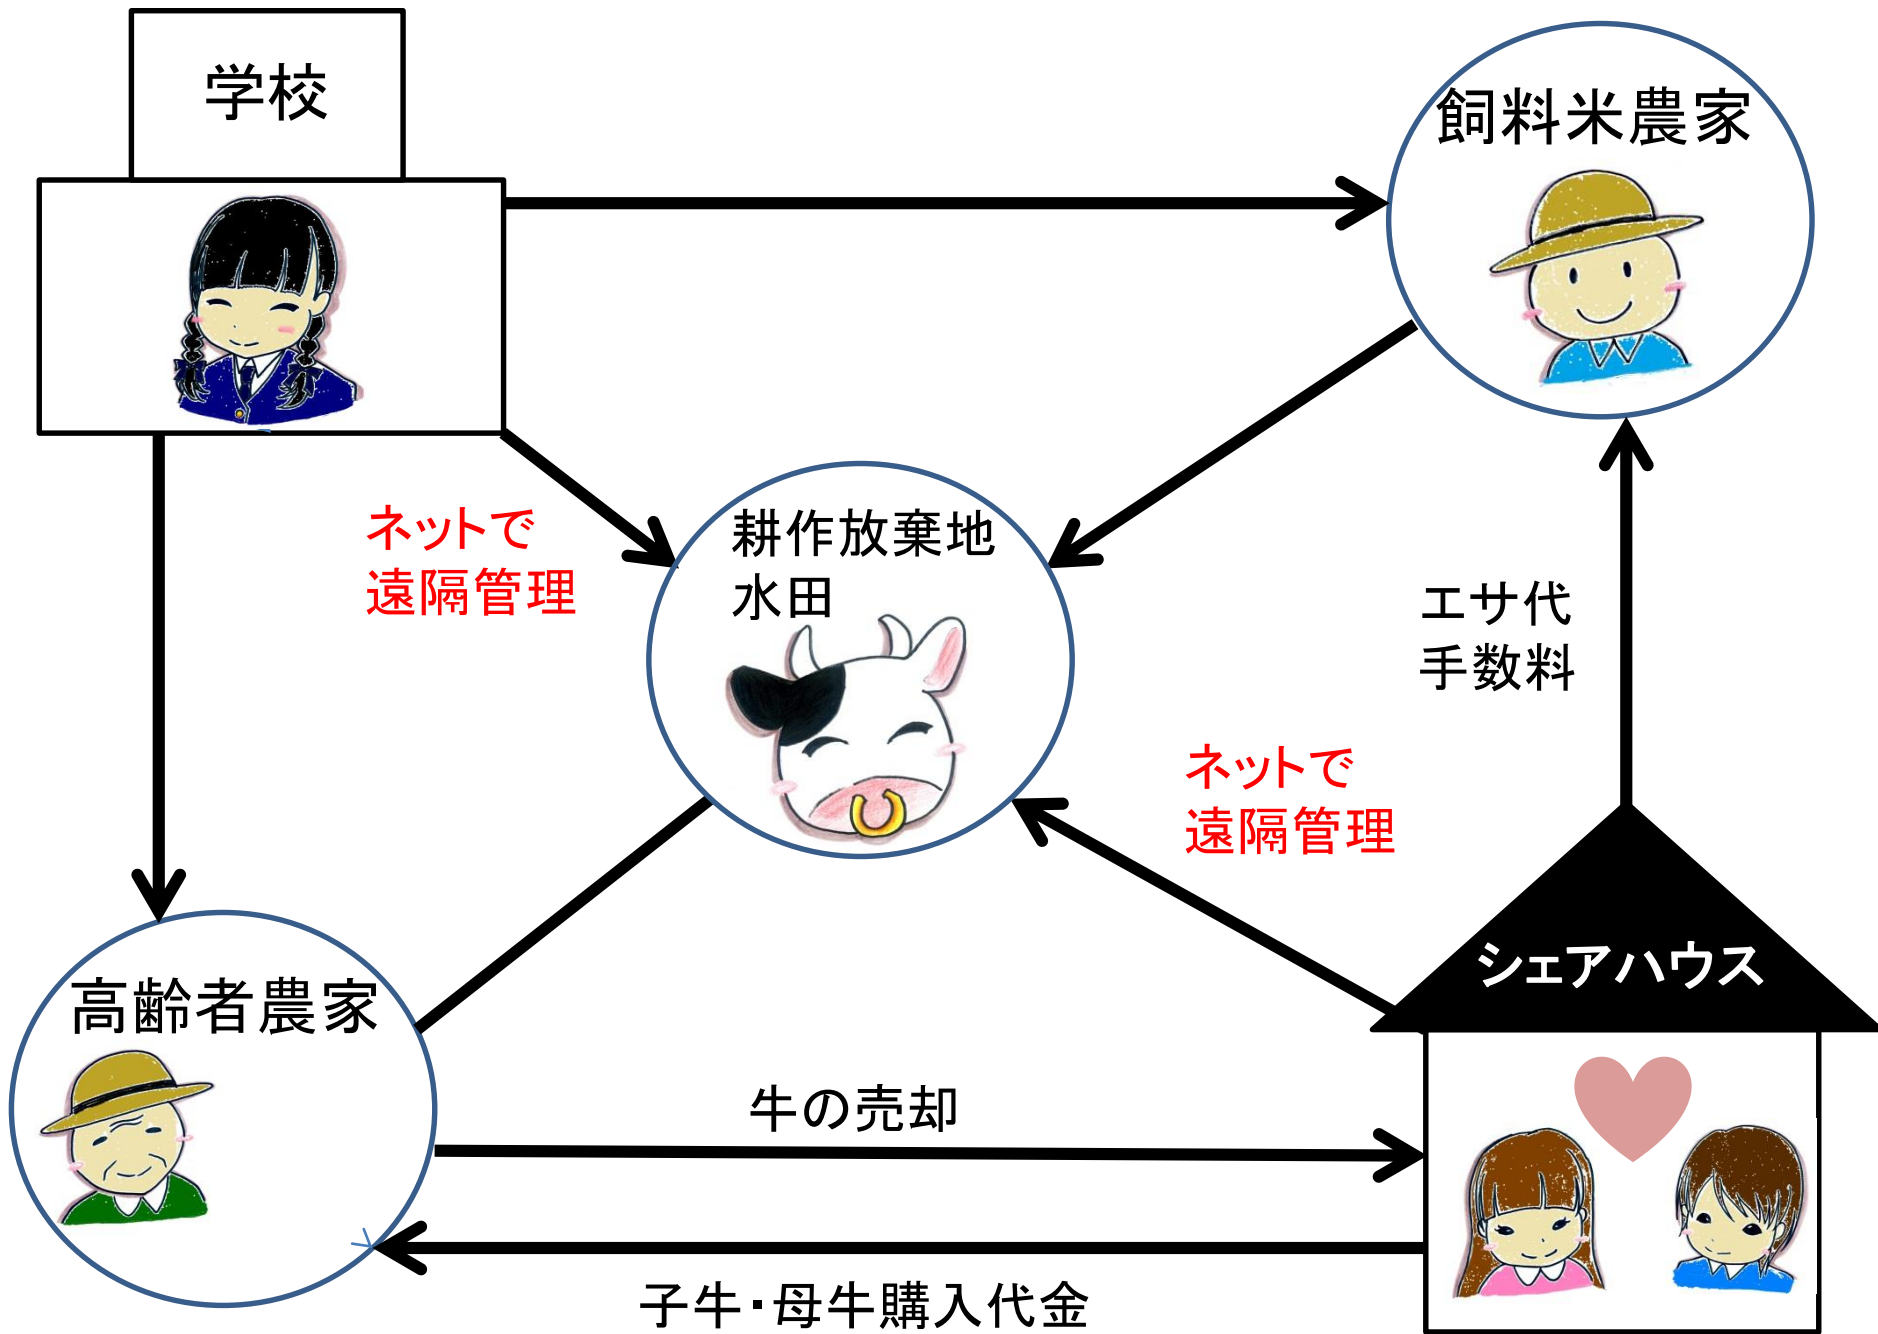 学校
飼料米農家
ネットで
遠隔管理
耕作放棄地
水田
エサ代
手数料
ネットで
遠隔管理
シェアハウス
高齢者農家
牛の売却
子牛・母牛購入代金